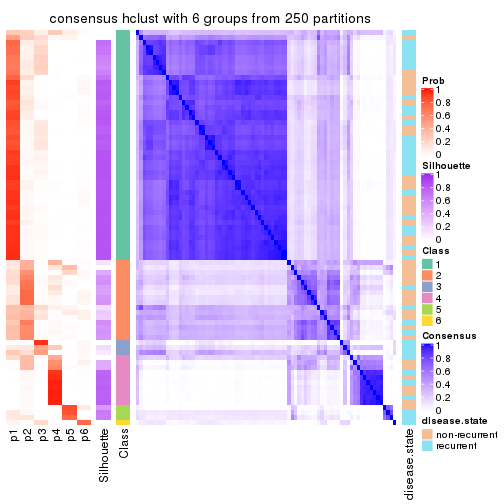 consensus hclust with 6 groups from 250 partitions
Prob
1
0.8
0.6
0.4
0.2
0
Silhouette
1
0.8
0.6
0.4
0.2
0
Class
1
2
3
4
5
6
Consensus
1
0.8
0.6
0.4
0.2
0
disease.state
non-recurrent
recurrent
p1
p2
p3
p4
p5
p6
Silhouette
Class
disease.state